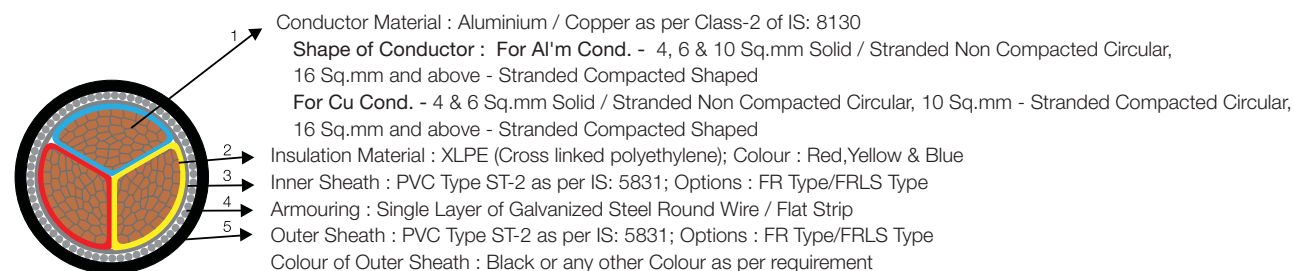 1 Conductor Material : Aluminium / Copper as per Class-2 of IS: 8130
Shape of Conductor : For Al'm Cond. - 4, 6 & 10 Sq.mm Solid / Stranded Non Compacted Circular,
16 Sq.mm and above - Stranded Compacted Shaped
For Cu Cond. - 4 & 6 Sq.mm Solid / Stranded Non Compacted Circular, 10 Sq.mm - Stranded Compacted Circular,
16 Sq.mm and above - Stranded Compacted Shaped
2 Insulation Material : XLPE (Cross linked polyethylene); Colour : Red,Yellow & Blue
3 Inner Sheath : PVC Type ST-2 as per IS: 5831; Options : FR Type/FRLS Type
4 Armouring : Single Layer of Galvanized Steel Round Wire / Flat Strip
5 Outer Sheath : PVC Type ST-2 as per IS: 5831; Options : FR Type/FRLS Type
Colour of Outer Sheath : Black or any other Colour as per requirement